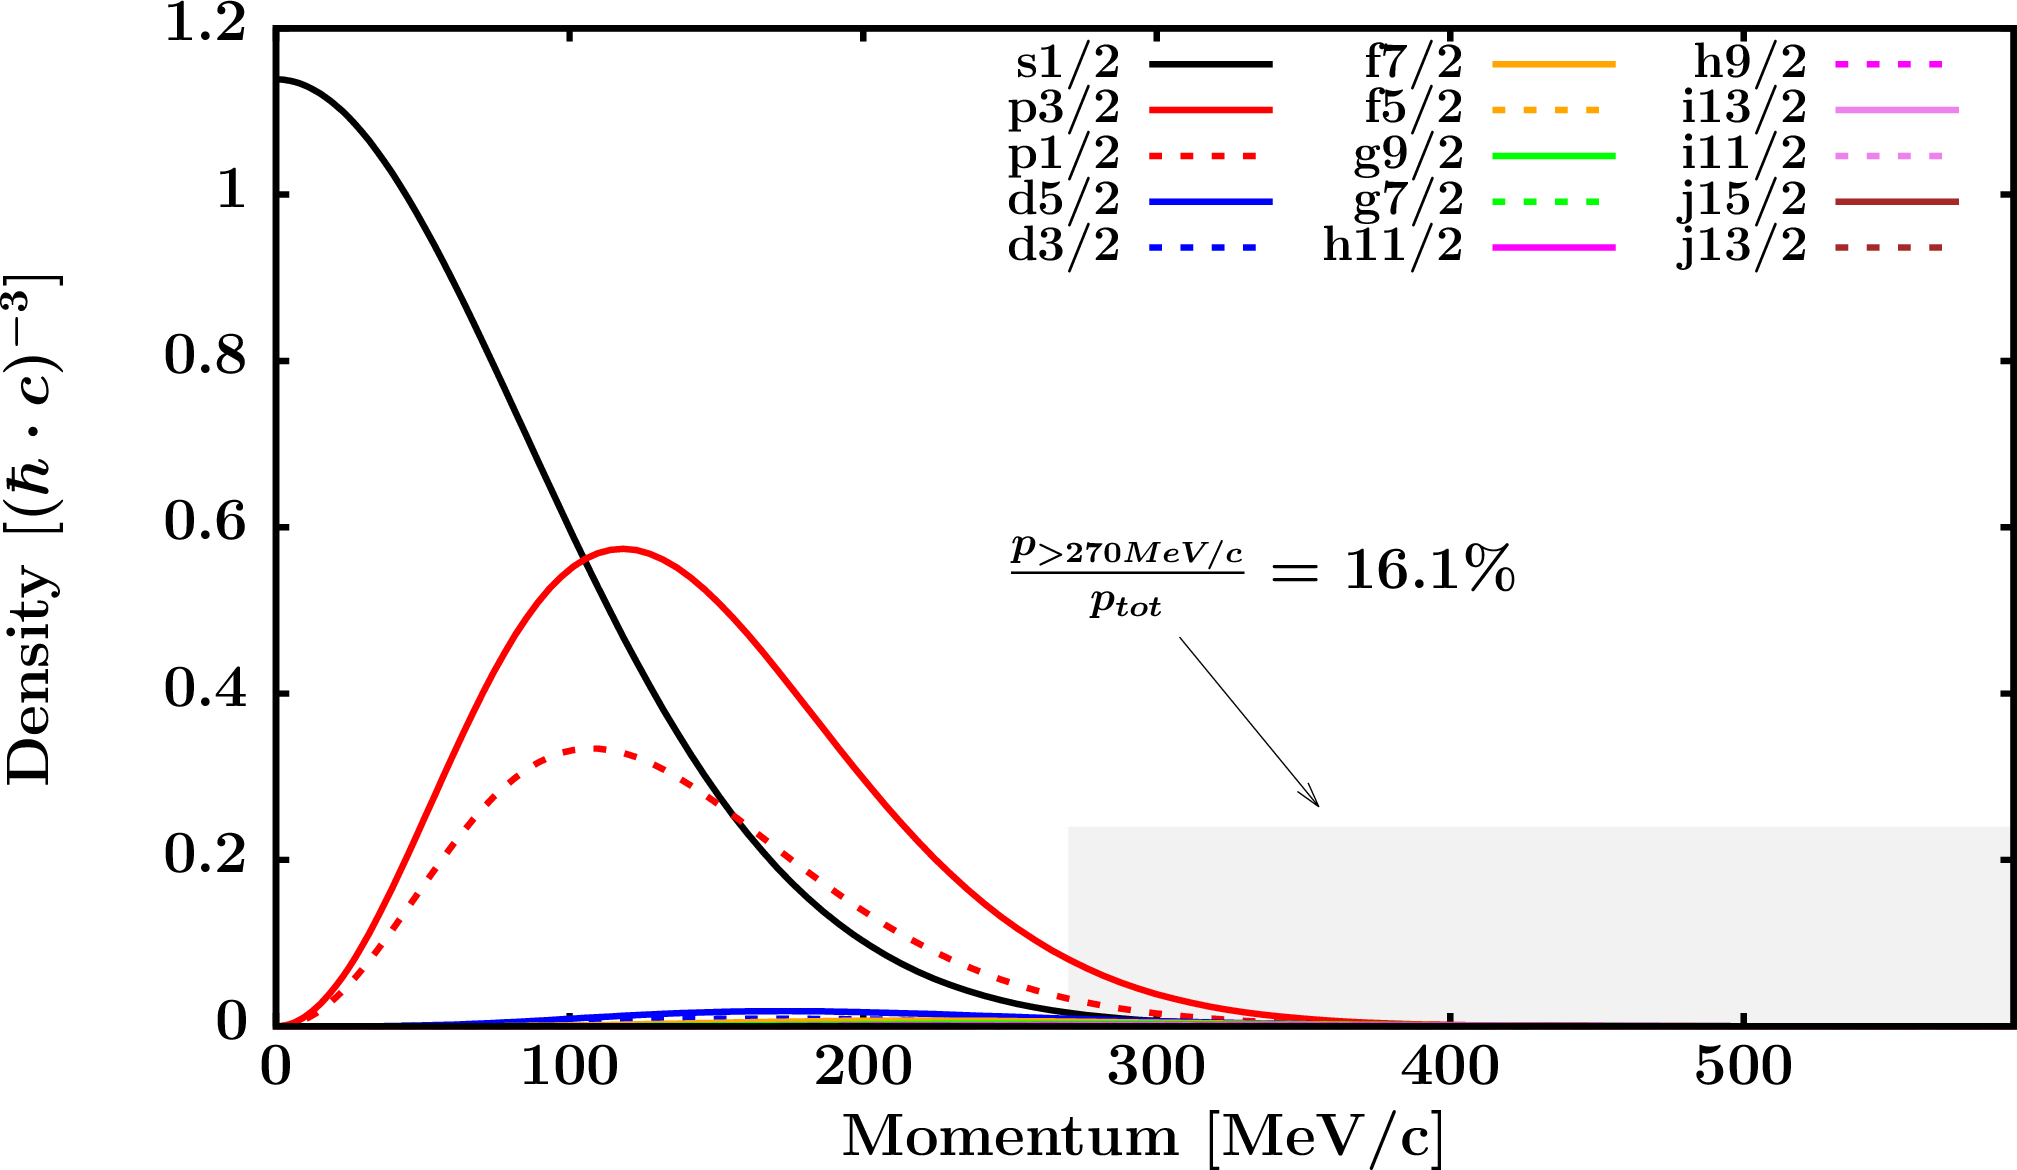 1.2
1
0.8
0.6
0.4
0.2
0
Density [(ħ · c)⁻³]
s1/2 f7/2 h9/2
p3/2 f5/2 i13/2
p1/2 g9/2 i11/2
d5/2 g7/2 j15/2
d3/2 h11/2 j13/2
p>270MeV/c
= 16.1%
ptot
0 100 200 300 400 500
Momentum [MeV/c]